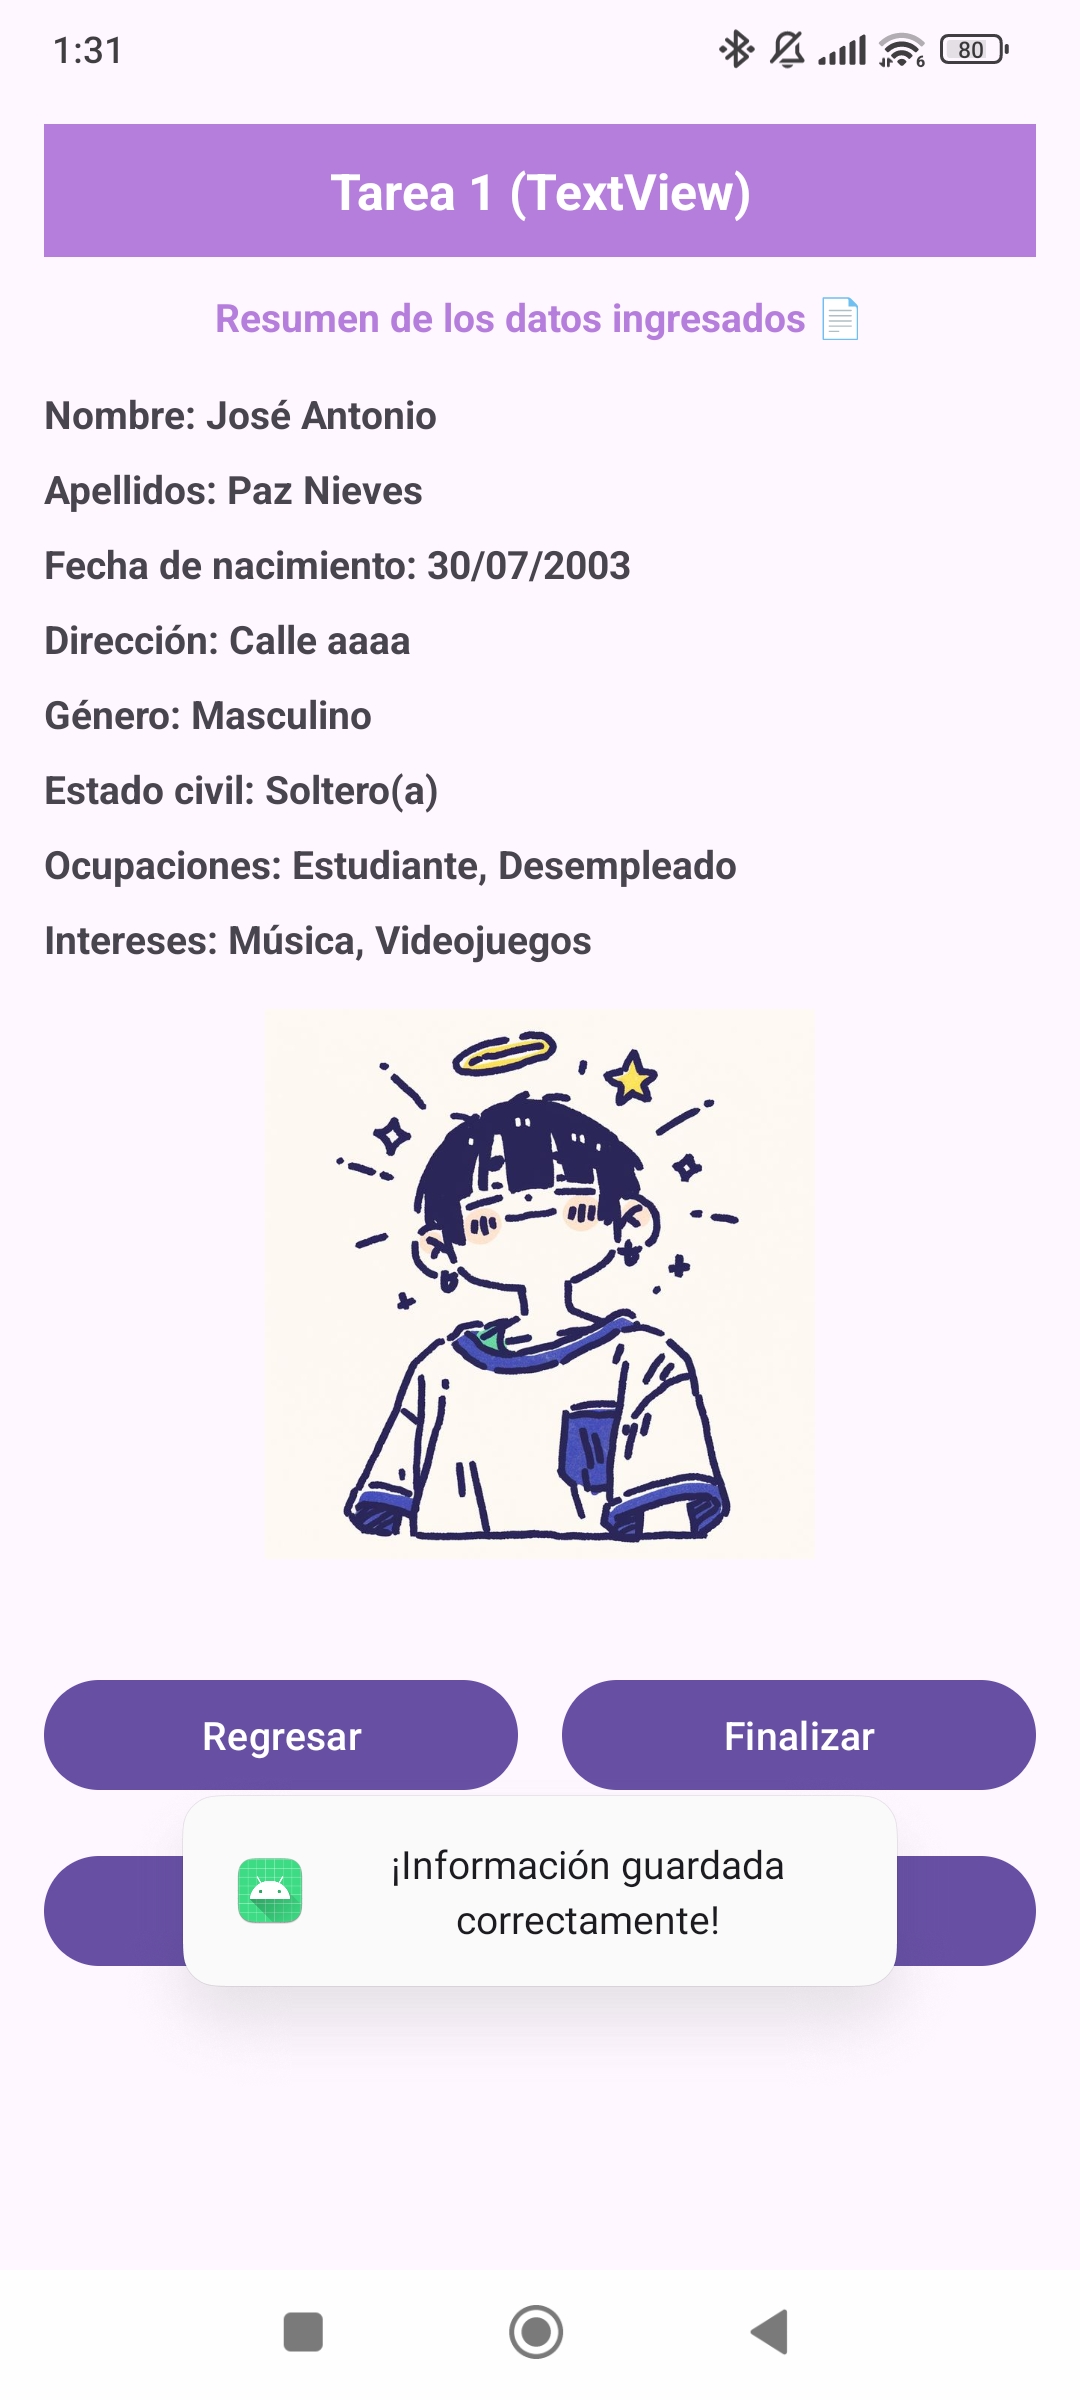 1:31
6
80
Tarea 1 (TextView)
Resumen de los datos ingresados 📄
Nombre: José Antonio
Apellidos: Paz Nieves
Fecha de nacimiento: 30/07/2003
Dirección: Calle aaaa
Género: Masculino
Estado civil: Soltero(a)
Ocupaciones: Estudiante, Desempleado
Intereses: Música, Videojuegos
Regresar
Finalizar
¡Información guardada
correctamente!